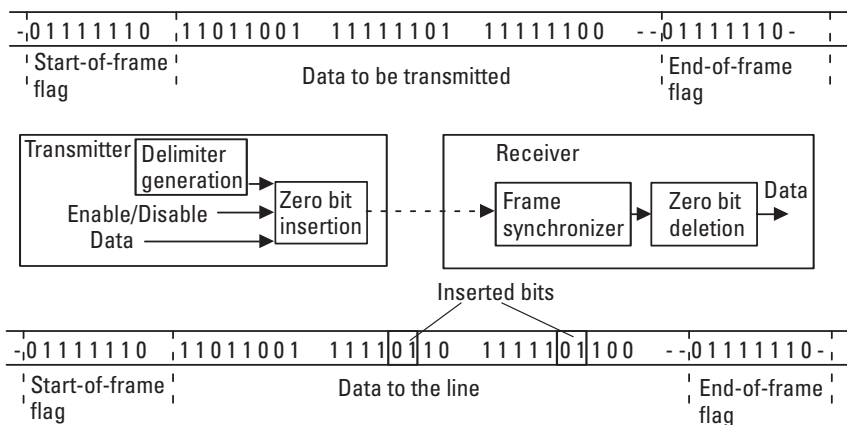 -01111110 11011001 11111101 11111100 --01111110-
Start-of-frame flag
Data to be transmitted
End-of-frame flag
Transmitter
Delimiter generation
Enable/Disable
Data
Zero bit insertion
Receiver
Frame synchronizer
Zero bit deletion
Data
Inserted bits
-01111110 11011001 11110110 1111101100 --01111110-
Start-of-frame flag
Data to the line
End-of-frame flag